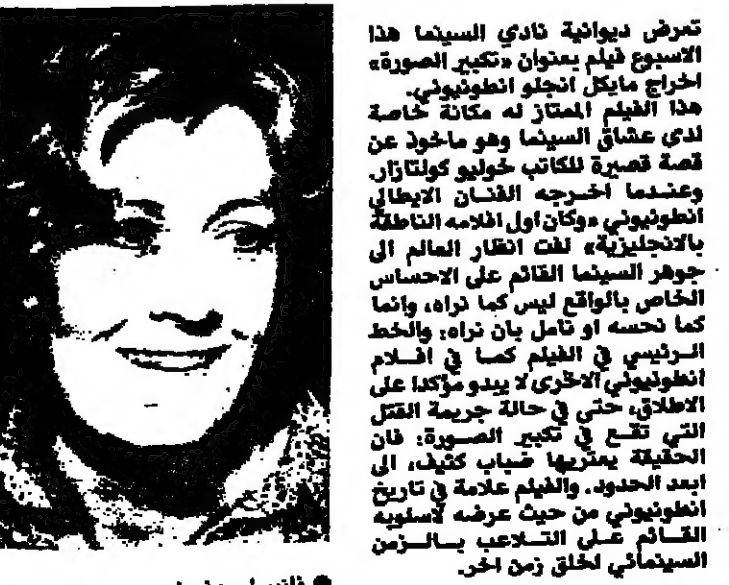 تعرض ديوانية نادي السينما هذا
الاسبوع فيلم بعنوان «تكبير الصورة»
اخراج مايكل انجلو انطونيوني.
هذا الفيلم الممتاز له مكانة خاصة
لدى عشاق السينما وهو ماخوذ عن
قصة قصيرة للكاتب خوليو كولتازار.
وعندما اخرجه الفنان الايطالي
انطونيوني «وكان اول افلامه الناطقة
بالانجليزية» لفت انظار العالم الى
جوهر السينما القائم على الاحساس
الخاص بالواقع ليس كما نراه، وانما
كما نحسه او نامل بان نراه، والخط
الرئيسي في الفيلم كما في افلام
انطونيوني الاخرى لا يبدو مؤكدا على
الاطلاق، حتى في حالة جريمة القتل
التي تقع في تكبير الصورة، فان
الحقيقة يعتريها ضباب كثيف، الى
ابعد الحدود. والفيلم علامة في تاريخ
انطونيوني من حيث عرضه لاسلوبه
القائم على التلاعب بالزمن
السينمائي لخلق زمن اخر.